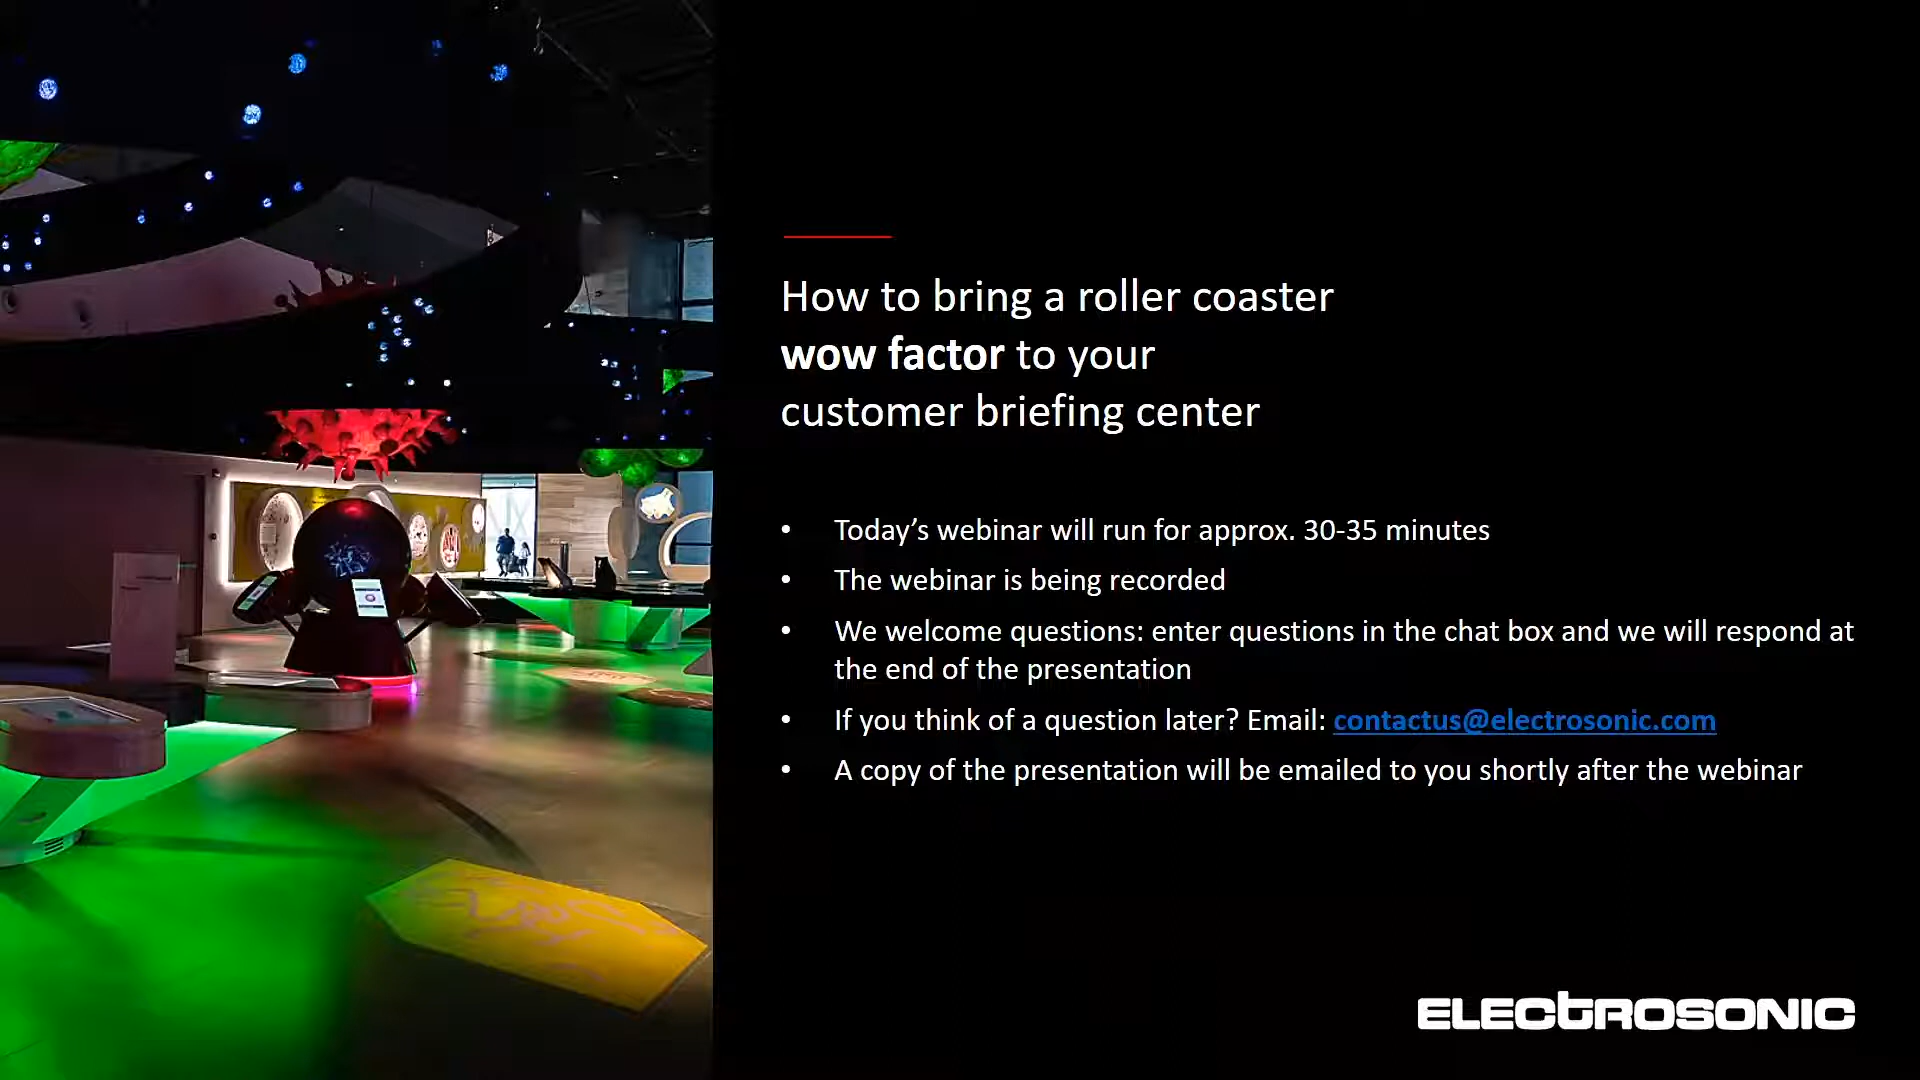 How to bring a roller coaster
wow factor to your
customer briefing center
• Today’s webinar will run for approx. 30-35 minutes
• The webinar is being recorded
• We welcome questions: enter questions in the chat box and we will respond at
the end of the presentation
• If you think of a question later? Email: contactus@electrosonic.com
• A copy of the presentation will be emailed to you shortly after the webinar
ELECTROSONIC